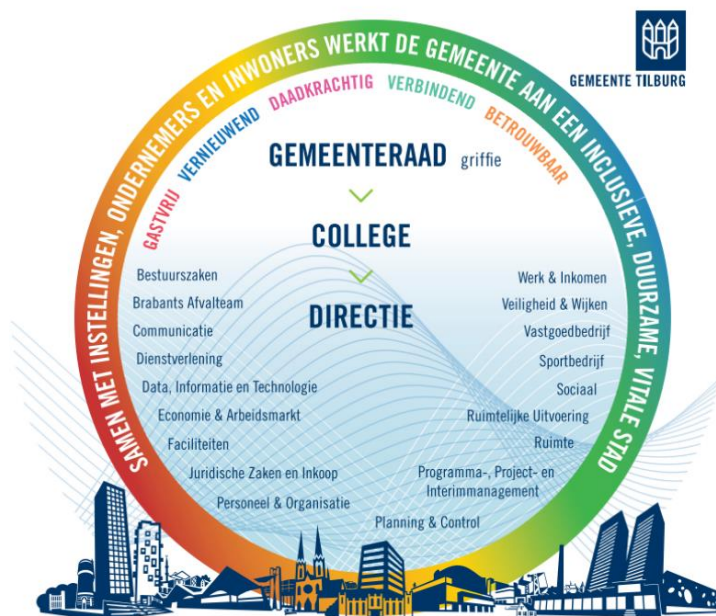 GEMEENTE TILBURG
SAMEN MET INSTELLINGEN, ONDERNEMERS EN INWONERS WERKT DE GEMEENTE AAN EEN INCLUSIEVE, DUURZAME, VITALE STAD
GASTVRIJ VERNIEUWEND DAADKRACHTIG VERBINDEND BETROUWBAAR
GEMEENTERAAD griffie
COLLEGE
DIRECTIE
Bestuurszaken
Brabants Afvalteam
Communicatie
Dienstverlening
Data, Informatie en Technologie
Economie & Arbeidsmarkt
Faciliteiten
Juridische Zaken en Inkoop
Personeel & Organisatie
Planning & Control
Programma-, Project- en
Interimmanagement
Ruimte
Ruimtelijke Uitvoering
Sociaal
Sportbedrijf
Vastgoedbedrijf
Veiligheid & Wijken
Werk & Inkomen